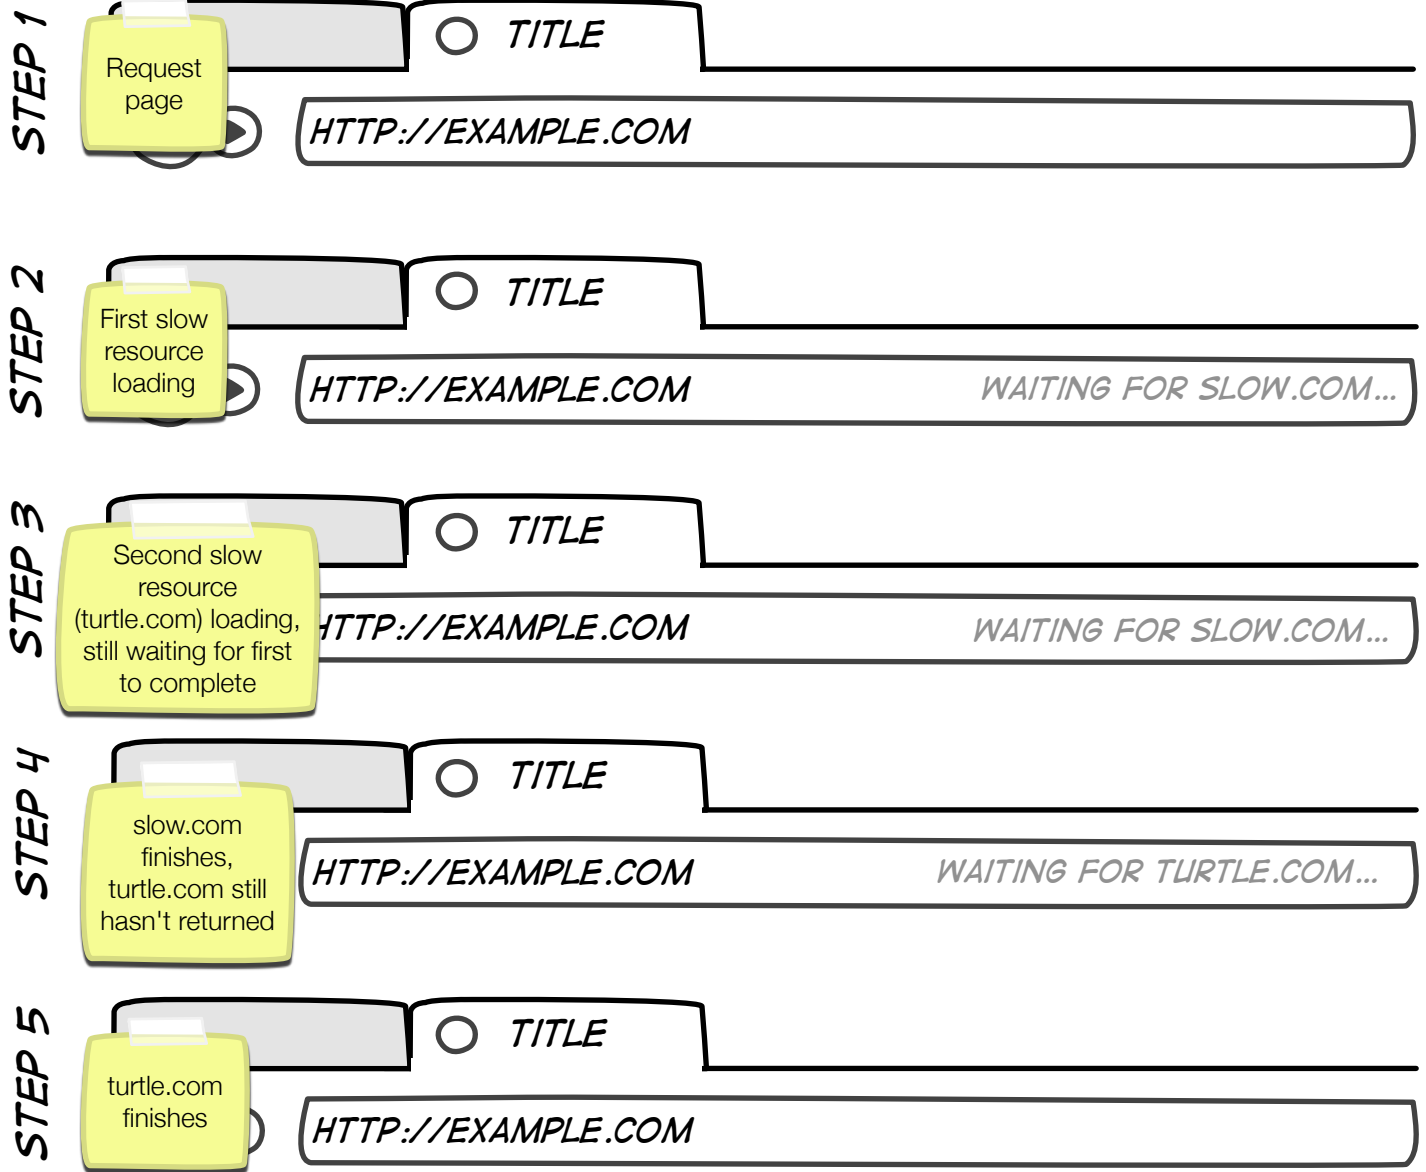 STEP 1
Request
page
TITLE
HTTP://EXAMPLE.COM
STEP 2
First slow
resource
loading
TITLE
HTTP://EXAMPLE.COM
WAITING FOR SLOW.COM...
STEP 3
Second slow
resource
(turtle.com) loading,
still waiting for first
to complete
TITLE
HTTP://EXAMPLE.COM
WAITING FOR SLOW.COM...
STEP 4
slow.com
finishes,
turtle.com still
hasn't returned
TITLE
HTTP://EXAMPLE.COM
WAITING FOR TURTLE.COM...
STEP 5
turtle.com
finishes
TITLE
HTTP://EXAMPLE.COM